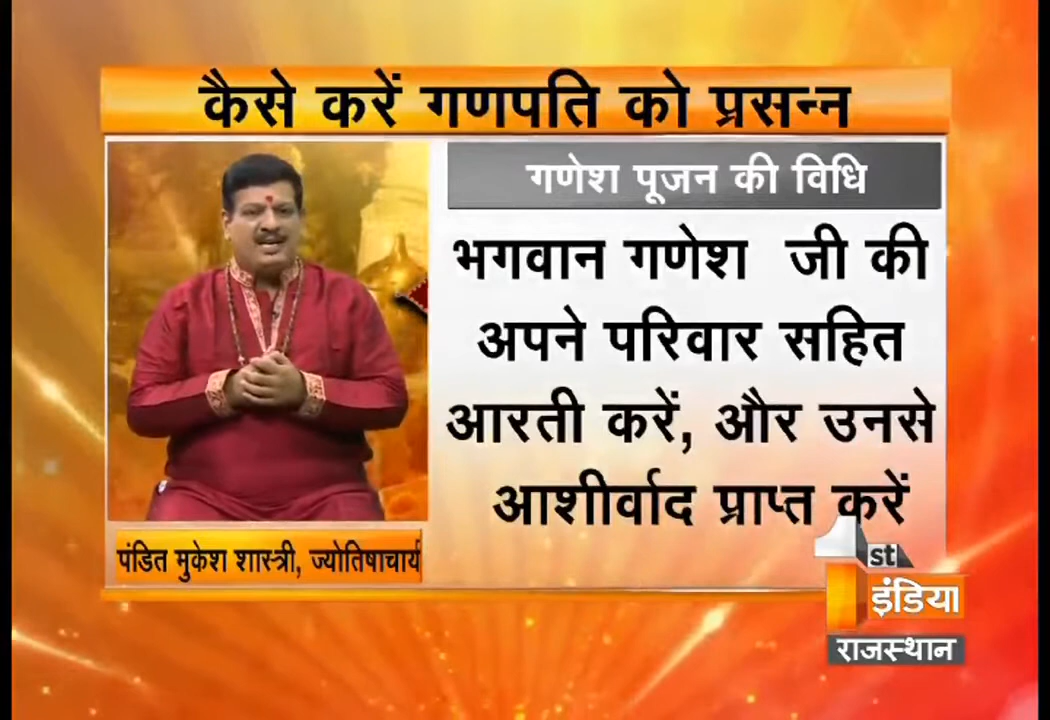 कैसे करें गणपति को प्रसन्न
गणेश पूजन की विधि
भगवान गणेश जी की
अपने परिवार सहित
आरती करें, और उनसे
आशीर्वाद प्राप्त करें
पंडित मुकेश शास्त्री, ज्योतिषाचार्य
1st
इंडिया
राजस्थान